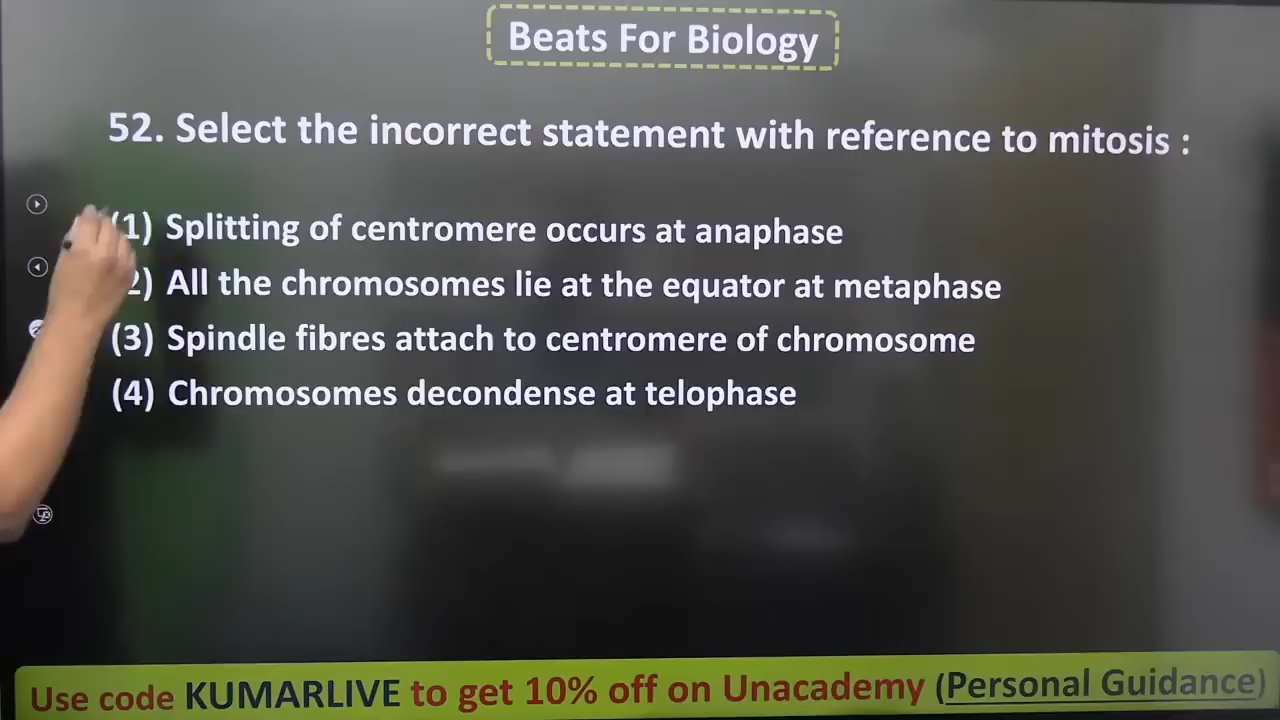 Beats For Biology
52. Select the incorrect statement with reference to mitosis :
(1) Splitting of centromere occurs at anaphase
2) All the chromosomes lie at the equator at metaphase
(3) Spindle fibres attach to centromere of chromosome
(4) Chromosomes decondense at telophase
Use code KUMARLIVE to get 10% off on Unacademy (Personal Guidance)